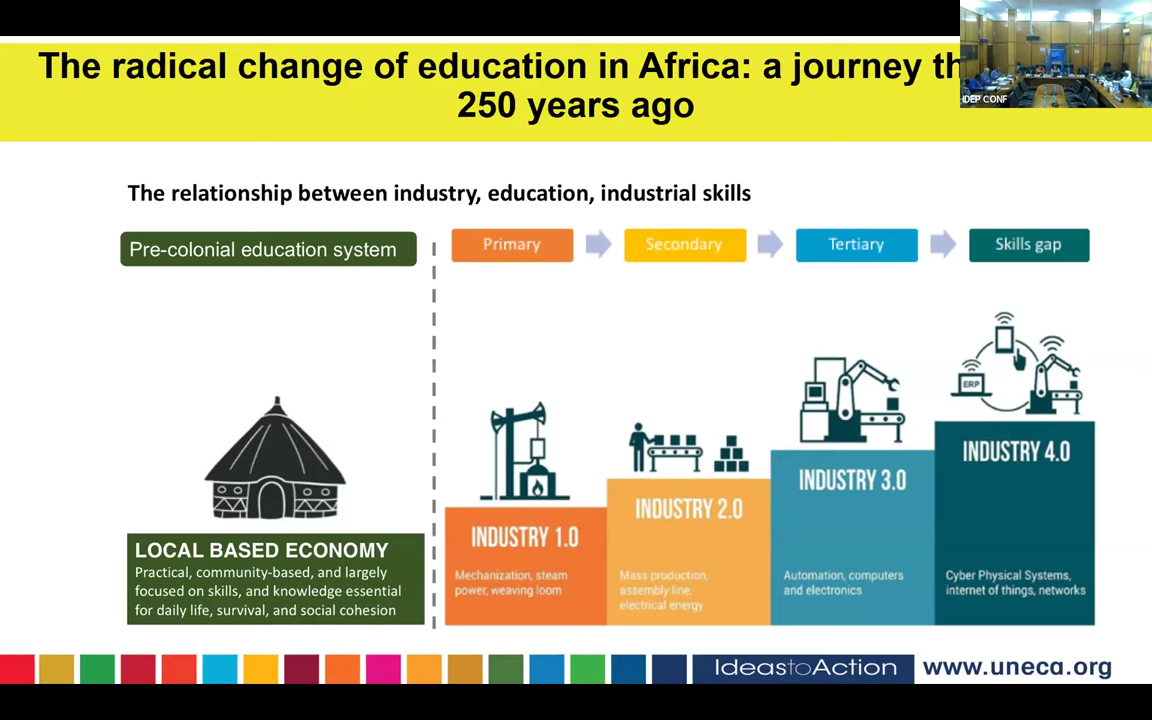 The radical change of education in Africa: a journey
250 years ago
IDEP CONF
The relationship between industry, education, industrial skills
Pre-colonial education system
Primary
Secondary
Tertiary
Skills gap
ERP
LOCAL BASED ECONOMY
Practical, community-based, and largely
focused on skills, and knowledge essential
for daily life, survival, and social cohesion
INDUSTRY 1.0
Mechanization, steam
power, weaving loom
INDUSTRY 2.0
Mass production,
assembly line,
electrical energy
INDUSTRY 3.0
Automation, computers
and electronics
INDUSTRY 4.0
Cyber Physical Systems,
internet of things, networks
IdeastoAction
www.uneca.org